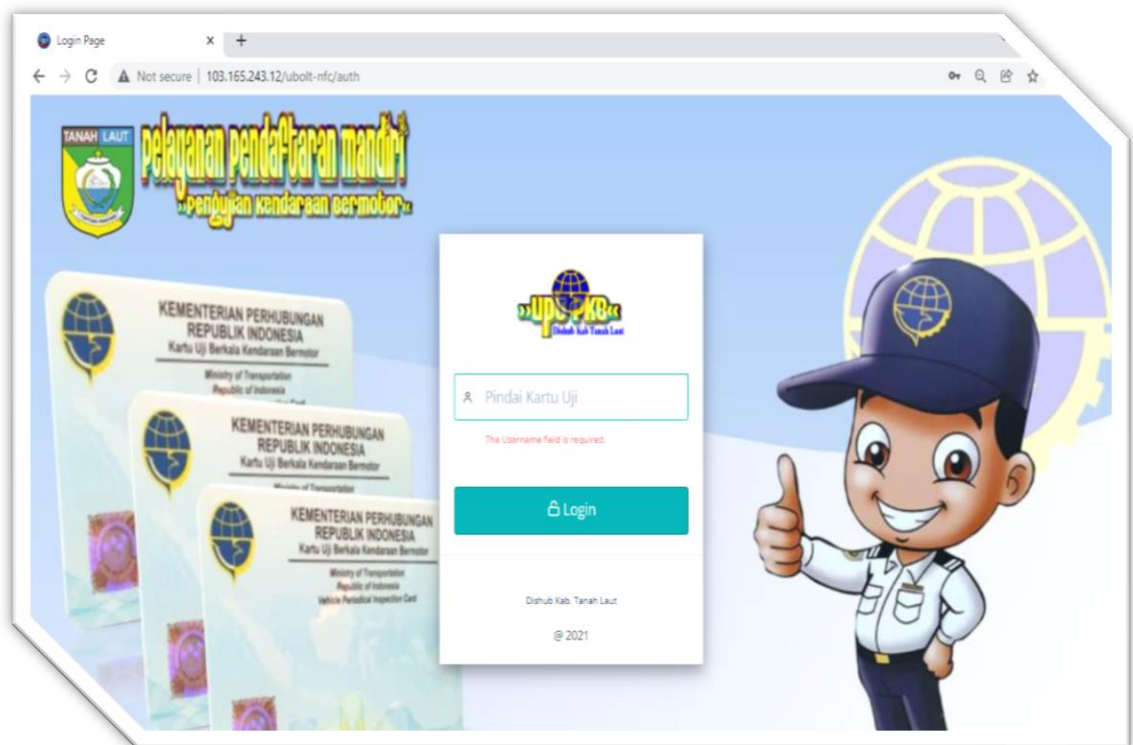 Login Page
Not secure | 103.165.243.12/ubolt-nfc/auth
TANAH LAUT
Pelayanan Pendaftaran Mandiri
»Pengujian Kendaraan Bermotor«
KEMENTERIAN PERHUBUNGAN
REPUBLIK INDONESIA
Kartu Uji Berkala Kendaraan Bermotor
Ministry of Transportation
Republic of Indonesia
KEMENTERIAN PERHUBUNGAN
REPUBLIK INDONESIA
Kartu Uji Berkala Kendaraan Bermotor
Ministry of Transportation
KEMENTERIAN PERHUBUNGAN
REPUBLIK INDONESIA
Kartu Uji Berkala Kendaraan Bermotor
Ministry of Transportation
Republic of Indonesia
Vehicle Periodical Inspection Card
Dishub Kab Tanah Laut
Pindai Kartu Uji
The Username field is required.
Login
Dishub Kab. Tanah Laut
@ 2021